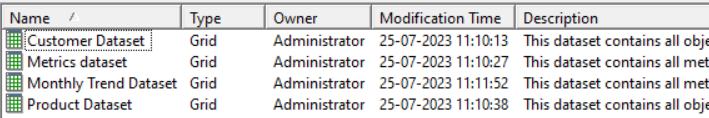 Name Type Owner Modification Time Description
Customer Dataset Grid Administrator 25-07-2023 11:10:13 This dataset contains all obje
Metrics dataset Grid Administrator 25-07-2023 11:10:27 This dataset contains all met
Monthly Trend Dataset Grid Administrator 25-07-2023 11:11:52 This dataset contains all met
Product Dataset Grid Administrator 25-07-2023 11:10:38 This dataset contains all obje